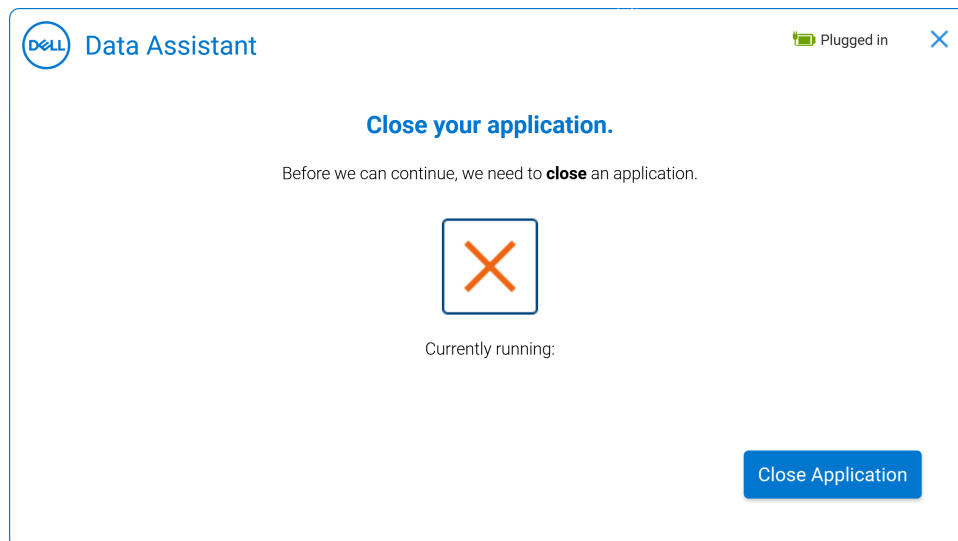 DELL
Data Assistant
Plugged in
Close your application.
Before we can continue, we need to close an application.
Currently running:
Close Application